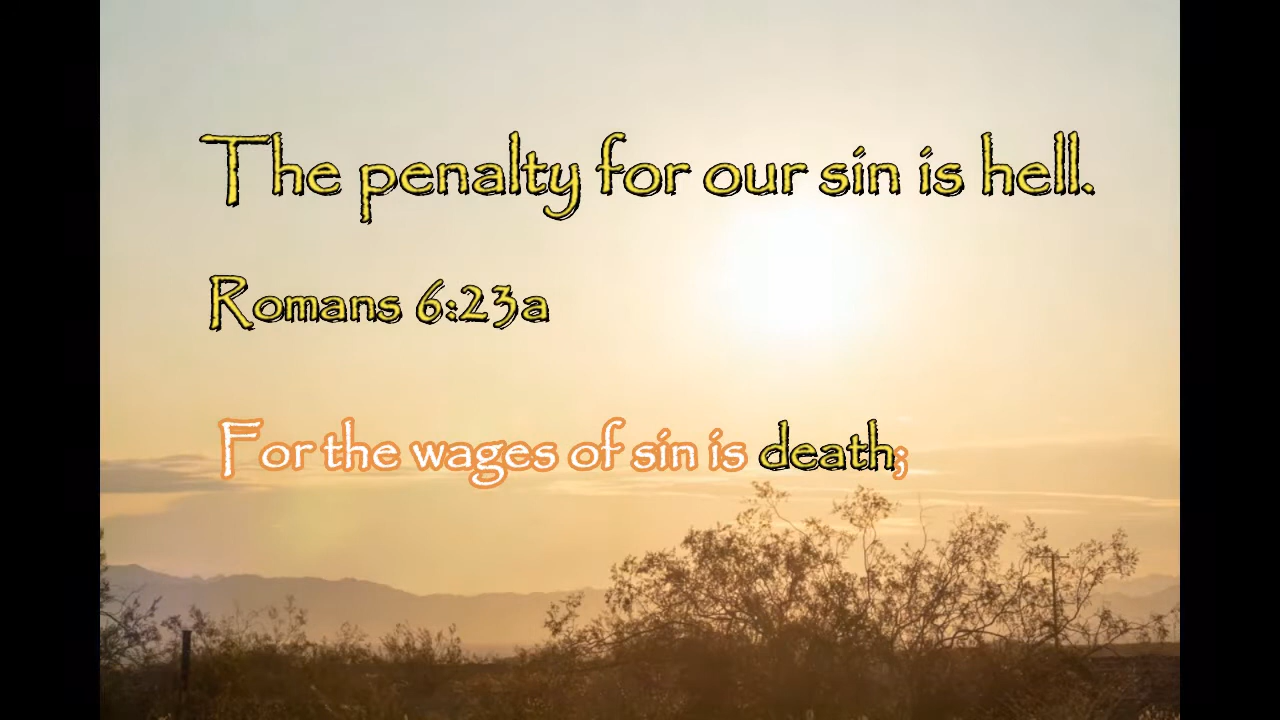 The penalty for our sin is hell.
Romans 6:23a
For the wages of sin is death;